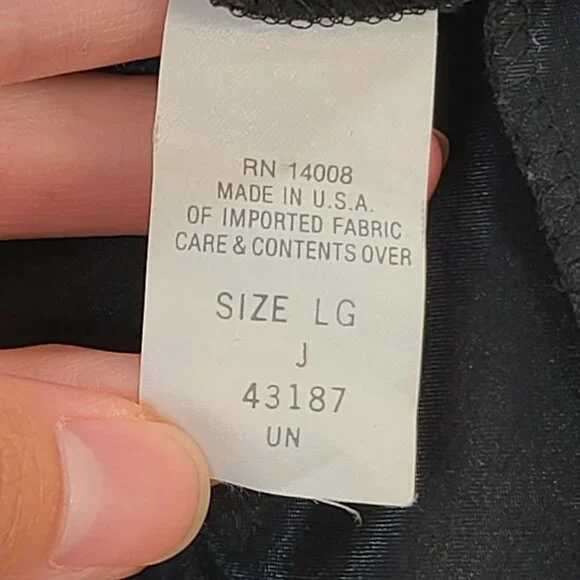 RN 14008
MADE IN U.S.A.
OF IMPORTED FABRIC
CARE & CONTENTS OVER
SIZE LG
J
43187
UN